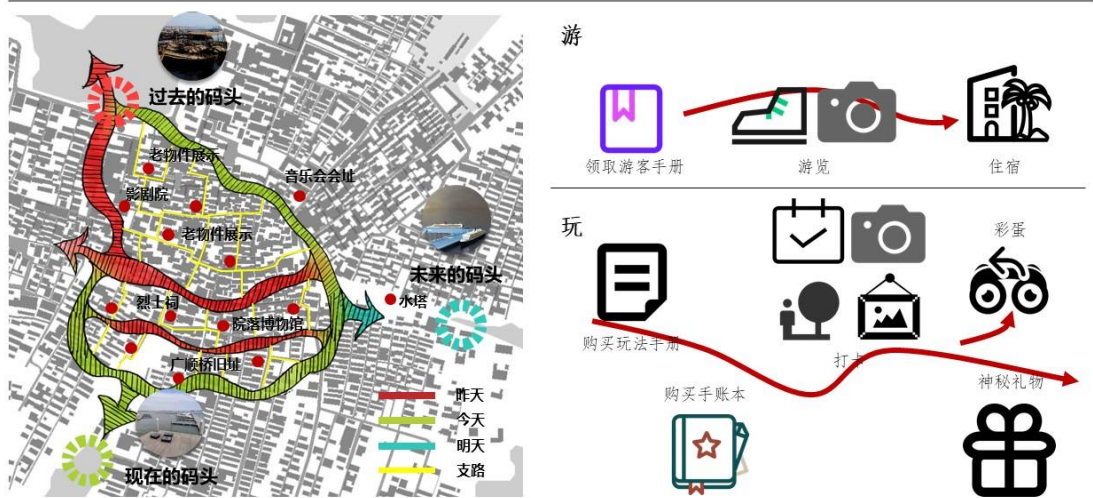 过去的码头
老物件展示
音乐会会址
影剧院
老物件展示
未来的码头
水塔
烈士祠
院落博物馆
广顺桥旧址
现在的码头
昨天
今天
明天
支路
游
领取游客手册
游览
住宿
玩
彩蛋
购买玩法手册
打卡
购买手账本
神秘礼物